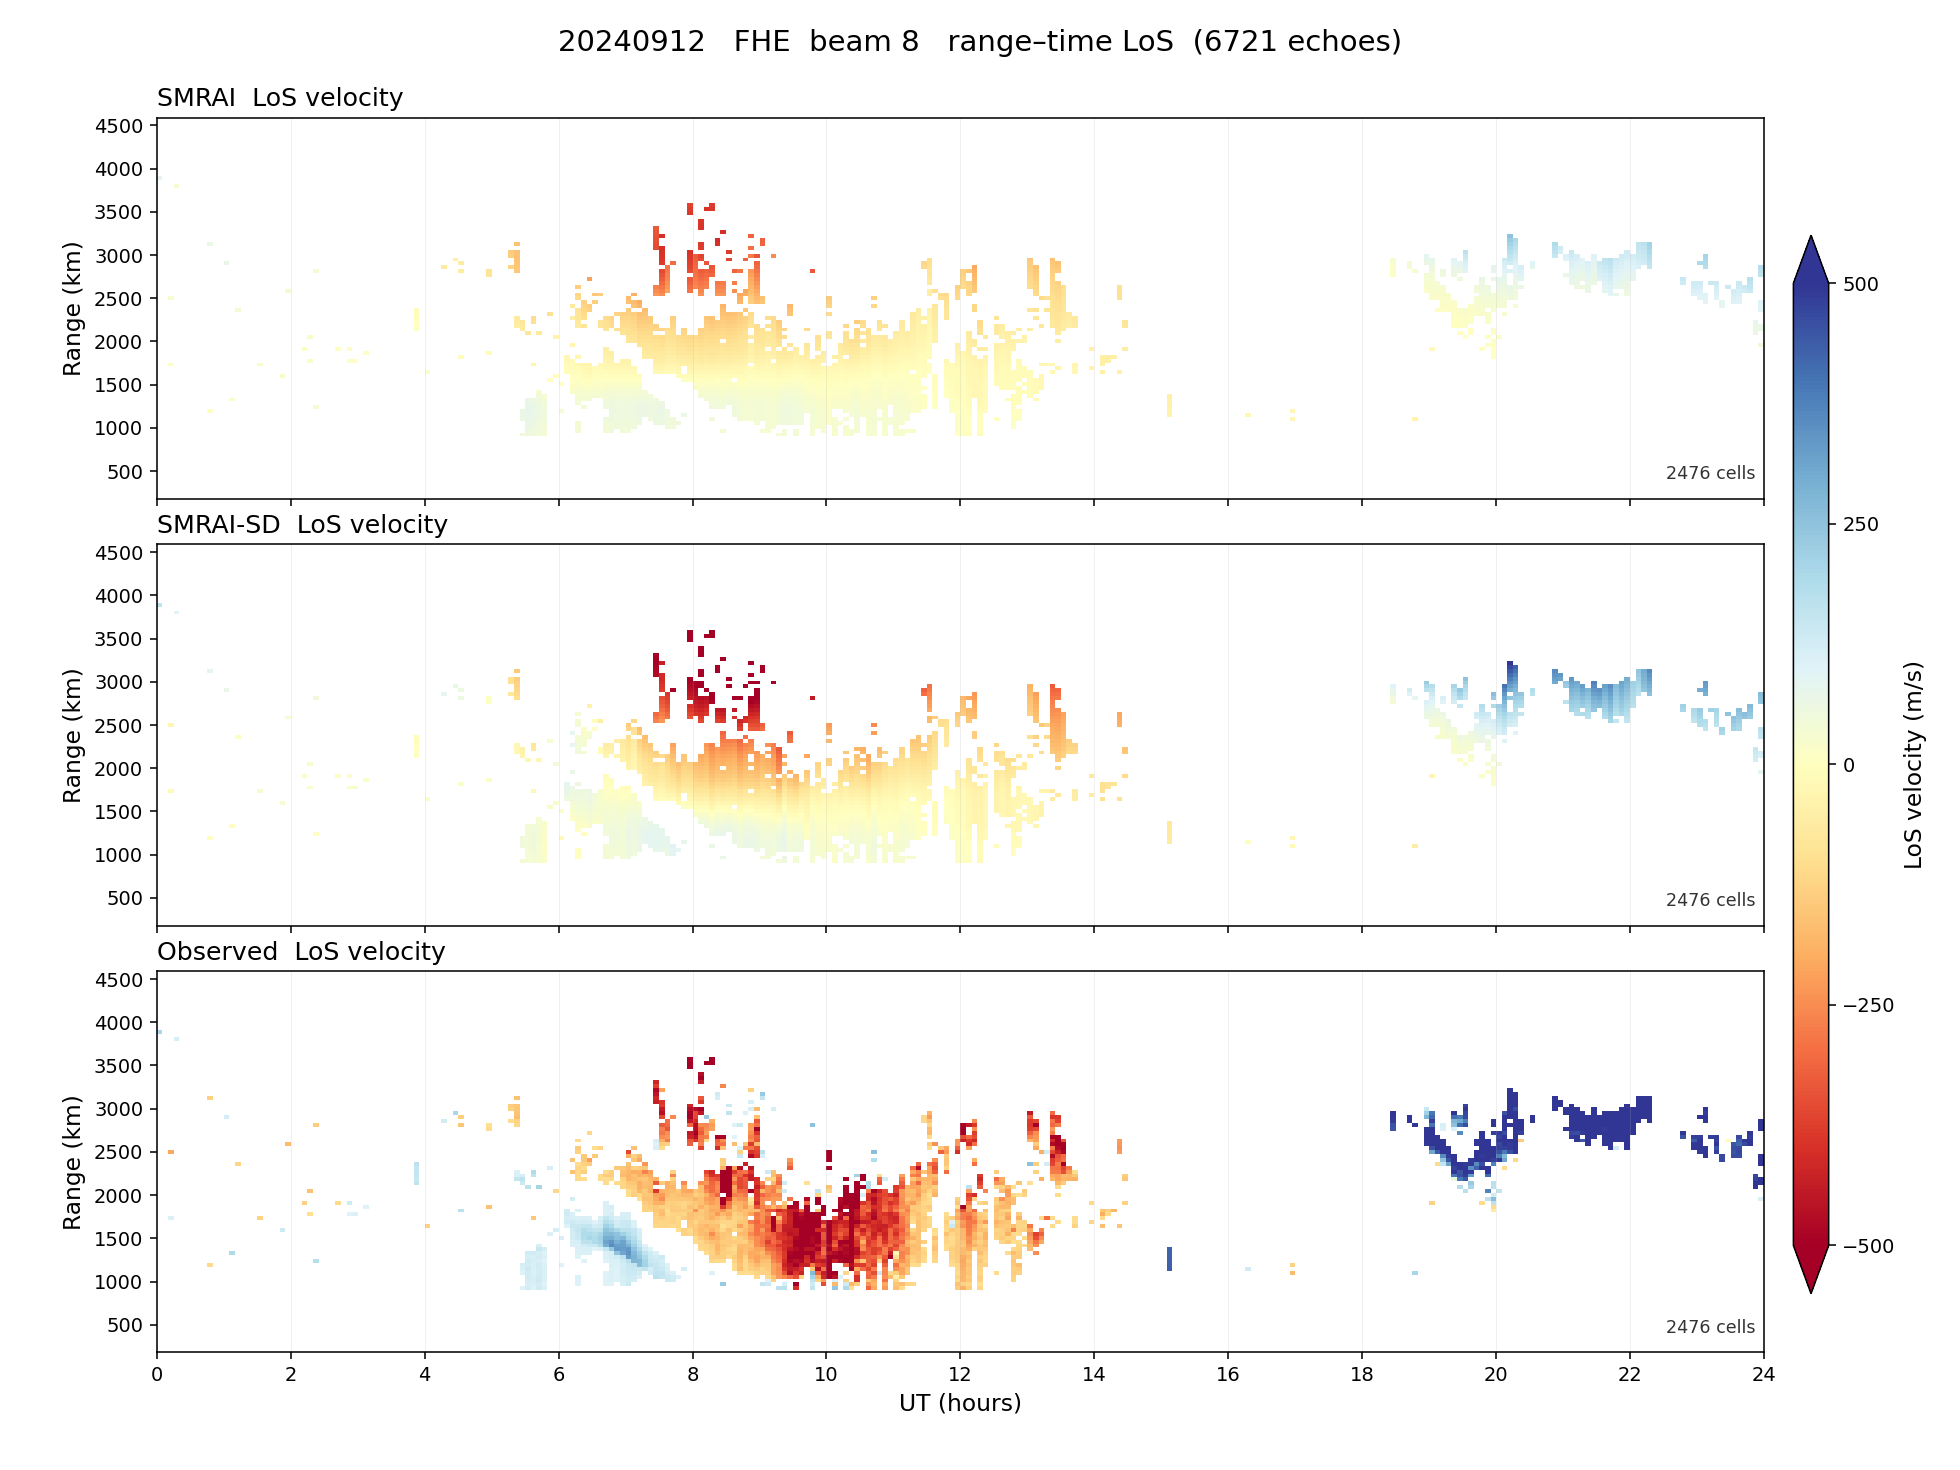 20240912   FHE  beam 8   range–time LoS  (6721 echoes)
SMRAI  LoS velocity
4500
4000
3500
3000
2500
2000
1500
1000
500
Range (km)
2476 cells
SMRAI-SD  LoS velocity
4500
4000
3500
3000
2500
2000
1500
1000
500
Range (km)
2476 cells
Observed  LoS velocity
4500
4000
3500
3000
2500
2000
1500
1000
500
Range (km)
2476 cells
0 2 4 6 8 10 12 14 16 18 20 22 24
UT (hours)
500
250
0
−250
−500
LoS velocity (m/s)